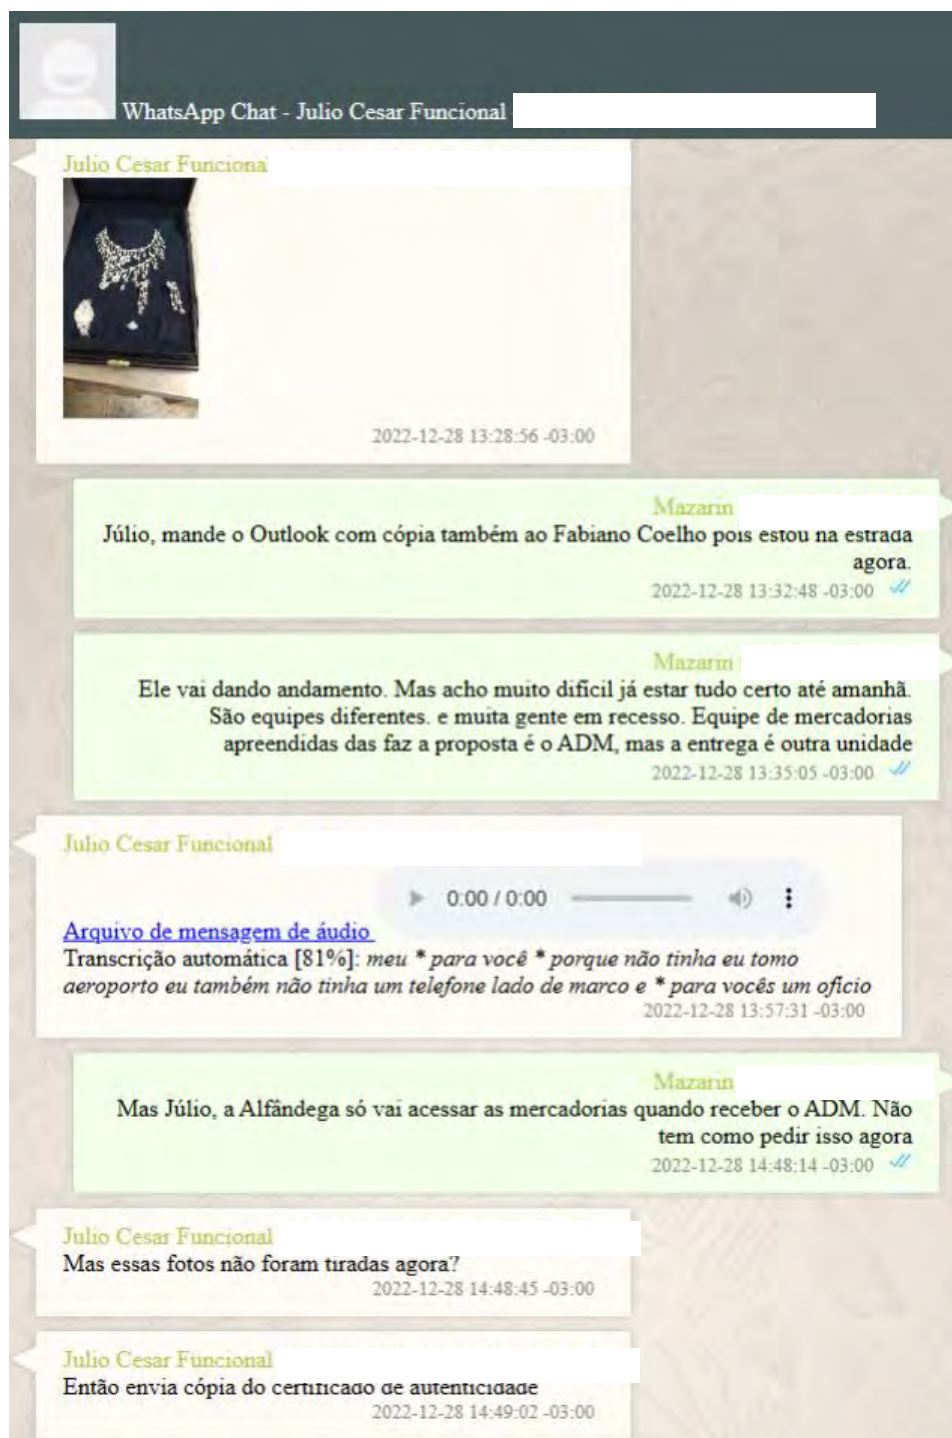 WhatsApp Chat - Julio Cesar Funcional
Julio Cesar Funcional
2022-12-28 13:28:56 -03:00
Mazarin
Júlio, mande o Outlook com cópia também ao Fabiano Coelho pois estou na estrada
agora.
2022-12-28 13:32:48 -03:00
Mazarin
Ele vai dando andamento. Mas acho muito difícil já estar tudo certo até amanhã.
São equipes diferentes. e muita gente em recesso. Equipe de mercadorias
apreendidas das faz a proposta é o ADM, mas a entrega é outra unidade
2022-12-28 13:35:05 -03:00
Julio Cesar Funcional
0:00 / 0:00
Arquivo de mensagem de áudio
Transcrição automática [81%]: meu * para você * porque não tinha eu tomo
aeroporto eu também não tinha um telefone lado de marco e * para vocês um ofício
2022-12-28 13:57:31 -03:00
Mazarin
Mas Júlio, a Alfândega só vai acessar as mercadorias quando receber o ADM. Não
tem como pedir isso agora
2022-12-28 14:48:14 -03:00
Julio Cesar Funcional
Mas essas fotos não foram tiradas agora?
2022-12-28 14:48:45 -03:00
Julio Cesar Funcional
Então envia cópia do certificado de autenticidade
2022-12-28 14:49:02 -03:00